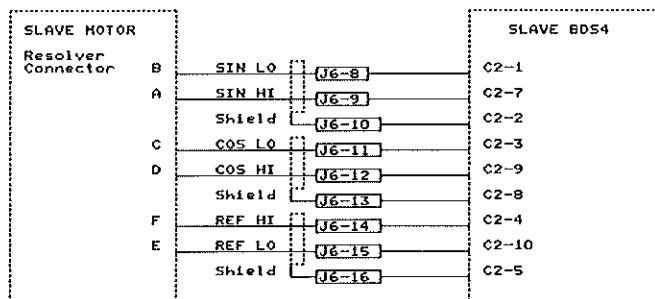 SLAVE MOTOR SLAVE BDS4
Resolver
Connector
B SIN LO J6-8 C2-1
A SIN HI J6-9 C2-7
Shield J6-10 C2-2
C COS LO J6-11 C2-3
D COS HI J6-12 C2-9
Shield J6-13 C2-8
F REF HI J6-14 C2-4
E REF LO J6-15 C2-10
Shield J6-16 C2-5